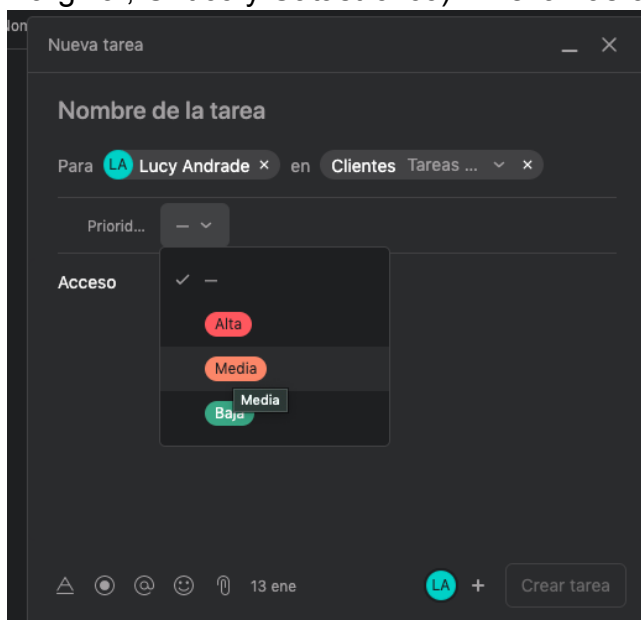 Nueva tarea
Nombre de la tarea
Para LA Lucy Andrade × en Clientes Tareas ... ×
Priorid... —
Acceso
—
Alta
Media
Media
Baja
13 ene LA + Crear tarea